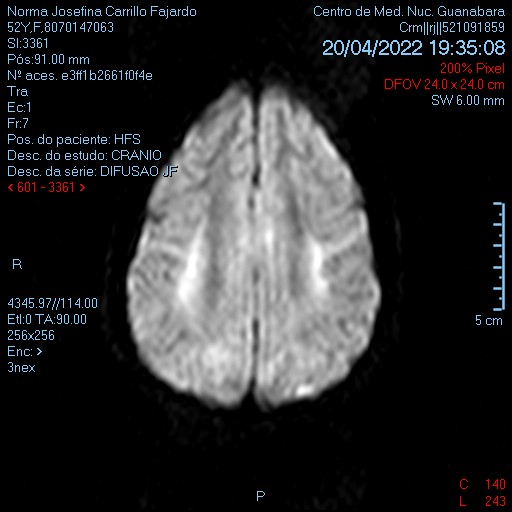 Norma Josefina Carrillo Fajardo
52Y,F,8070147063
Sl:3361
Pós:91.00 mm
Nº aces. e3ff1b2661f0f4e
Tra
Ec:1
Fr:7
Pos. do paciente: HFS
Desc. do estudo: CRANIO
Desc. da série: DIFUSAO JF
< 601 - 3361 >
Centro de Med. Nuc. Guanabara
Crm||rj||521091859
20/04/2022 19:35:08
200% Pixel
DFOV 24.0 x 24.0 cm
SW 6.00 mm
R
5 cm
4345.97//114.00
Etl:0 TA:90.00
256x256
Enc: >
3nex
P
C 140
L 243